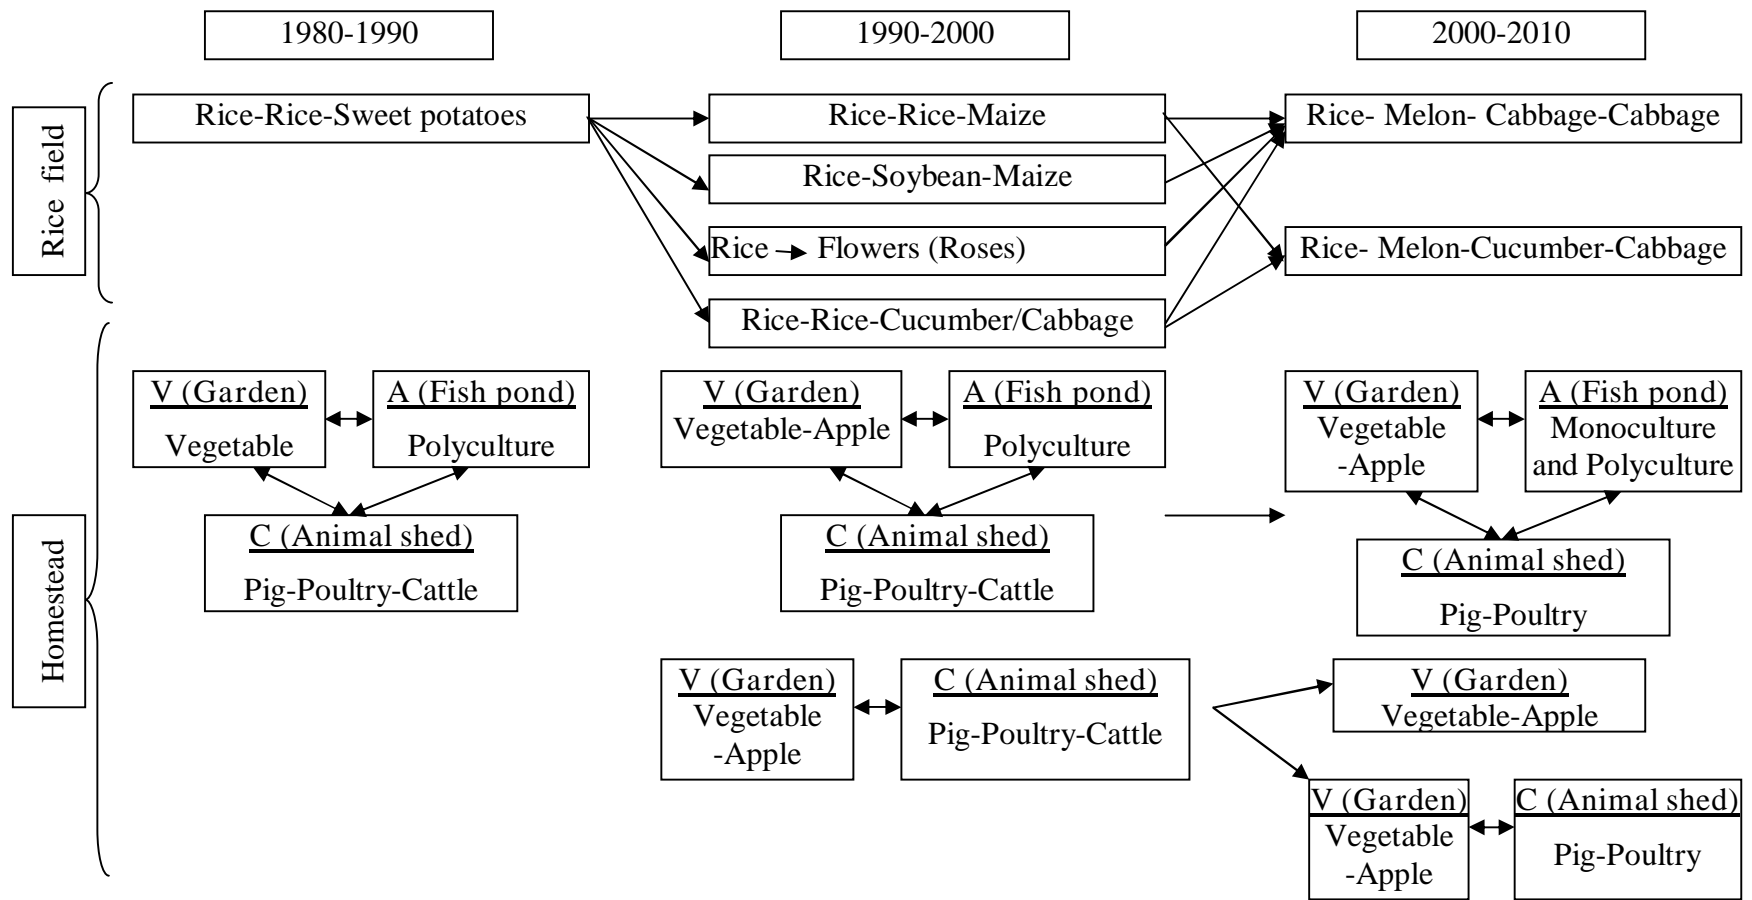 1980-1990
1990-2000
2000-2010
Rice field
Rice-Rice-Sweet potatoes
Rice-Rice-Maize
Rice- Melon- Cabbage-Cabbage
Rice-Soybean-Maize
Rice Flowers (Roses)
Rice- Melon-Cucumber-Cabbage
Rice-Rice-Cucumber/Cabbage
Homestead
V (Garden)
Vegetable
A (Fish pond)
Polyculture
C (Animal shed)
Pig-Poultry-Cattle
V (Garden)
Vegetable-Apple
A (Fish pond)
Polyculture
C (Animal shed)
Pig-Poultry-Cattle
V (Garden)
Vegetable
-Apple
A (Fish pond)
Monoculture
and Polyculture
C (Animal shed)
Pig-Poultry
V (Garden)
Vegetable
-Apple
C (Animal shed)
Pig-Poultry-Cattle
V (Garden)
Vegetable-Apple
V (Garden)
Vegetable
-Apple
C (Animal shed)
Pig-Poultry